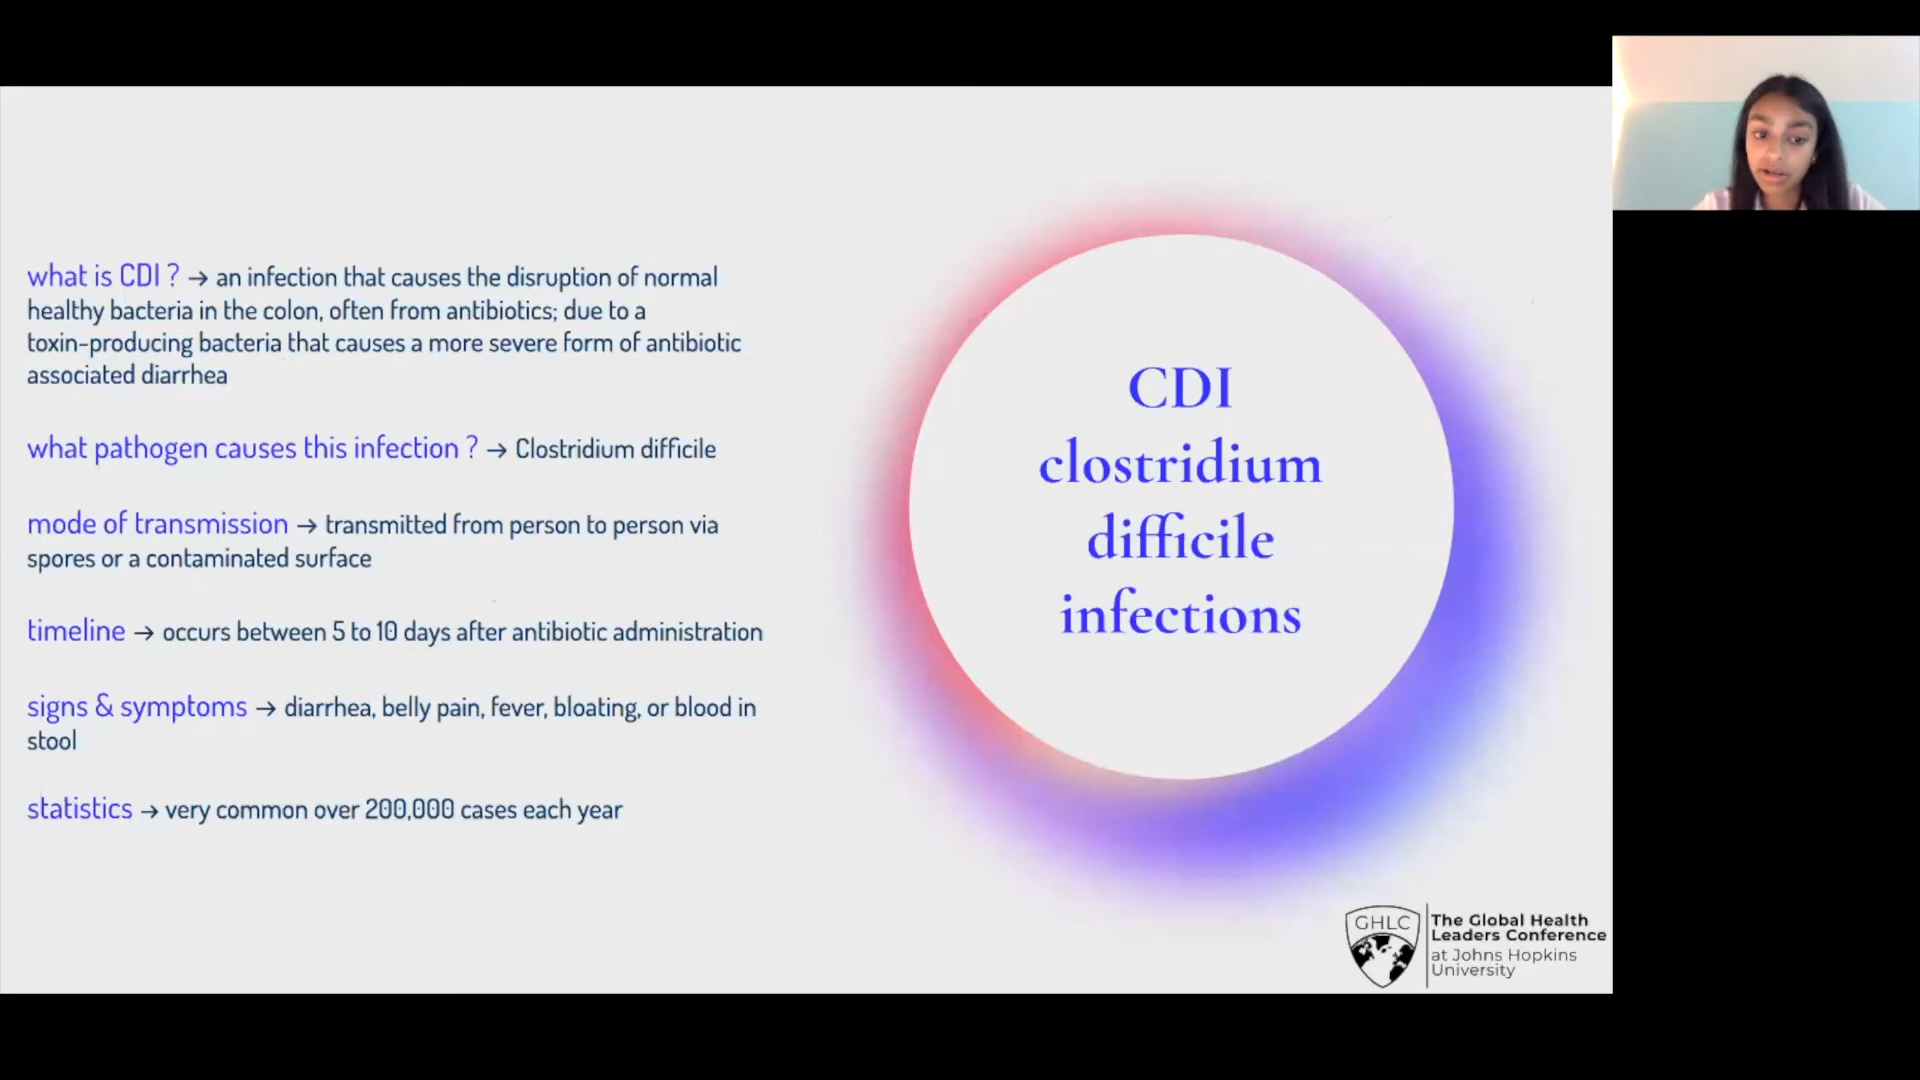 what is CDI ? → an infection that causes the disruption of normal
healthy bacteria in the colon, often from antibiotics; due to a
toxin-producing bacteria that causes a more severe form of antibiotic
associated diarrhea
what pathogen causes this infection ? → Clostridium difficile
mode of transmission → transmitted from person to person via
spores or a contaminated surface
timeline → occurs between 5 to 10 days after antibiotic administration
signs & symptoms → diarrhea, belly pain, fever, bloating, or blood in
stool
statistics → very common over 200,000 cases each year
CDI
clostridium
difficile
infections
GHLC
The Global Health
Leaders Conference
at Johns Hopkins
University